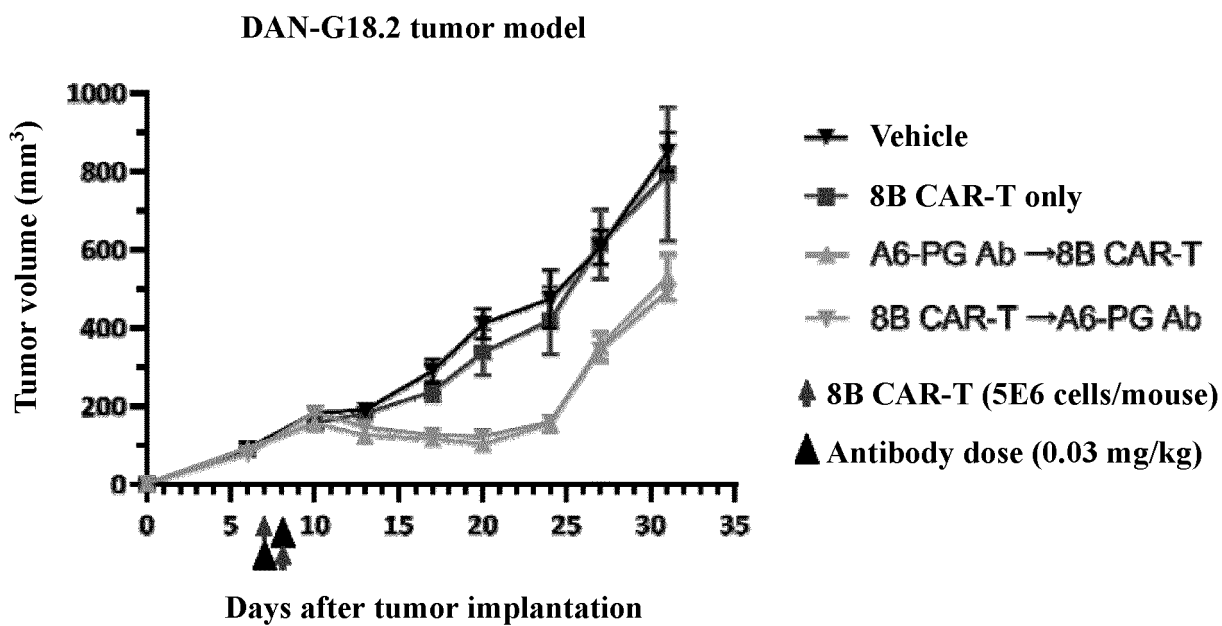 DAN-G18.2 tumor model
Tumor volume (mm³)
1000
800
600
400
200
0
0 5 10 15 20 25 30 35
Days after tumor implantation
Vehicle
8B CAR-T only
A6-PG Ab →8B CAR-T
8B CAR-T →A6-PG Ab
8B CAR-T (5E6 cells/mouse)
Antibody dose (0.03 mg/kg)